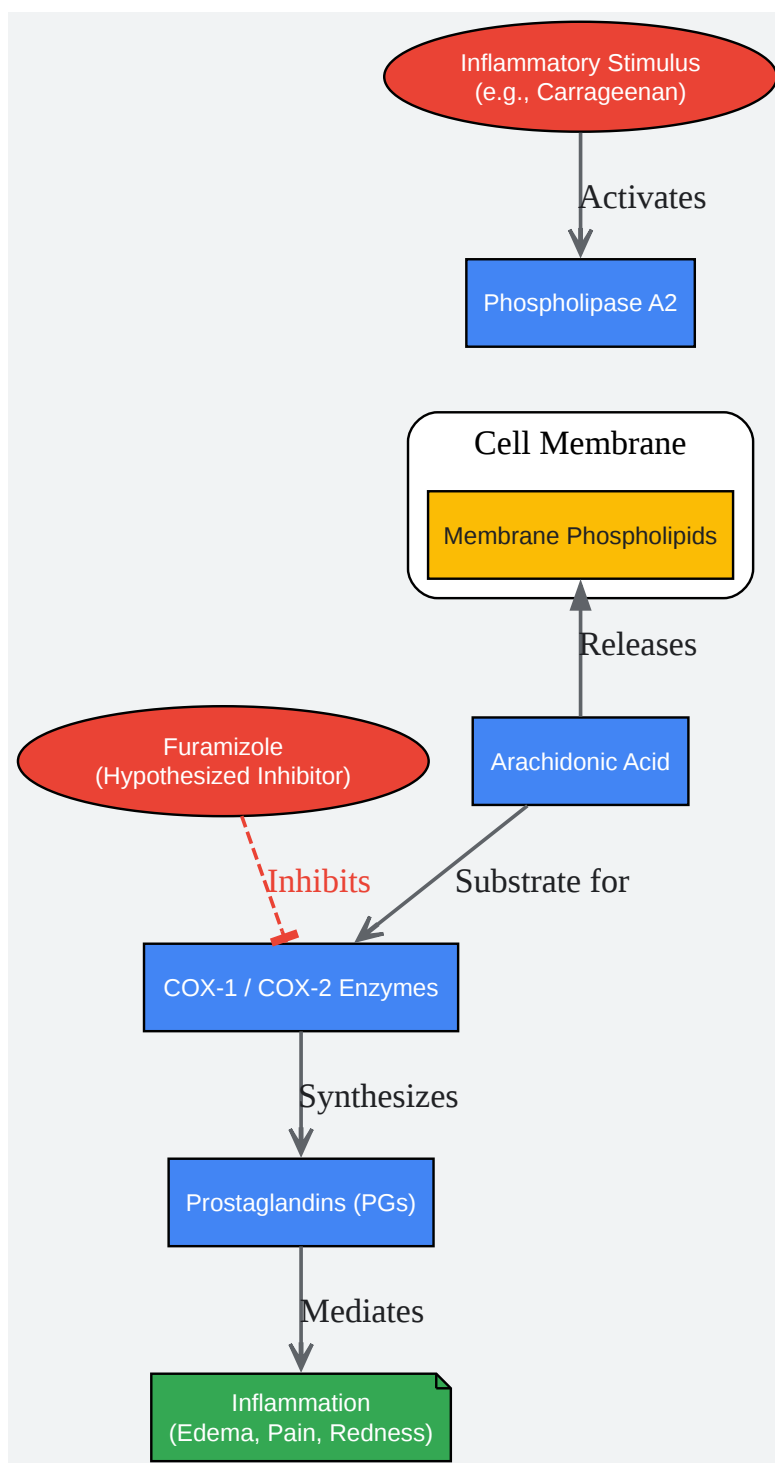 Inflammatory Stimulus
(e.g., Carrageenan)
Activates
Phospholipase A2
Cell Membrane
Membrane Phospholipids
Releases
Furamizole
(Hypothesized Inhibitor)
Arachidonic Acid
Inhibits
Substrate for
COX-1 / COX-2 Enzymes
Synthesizes
Prostaglandins (PGs)
Mediates
Inflammation
(Edema, Pain, Redness)